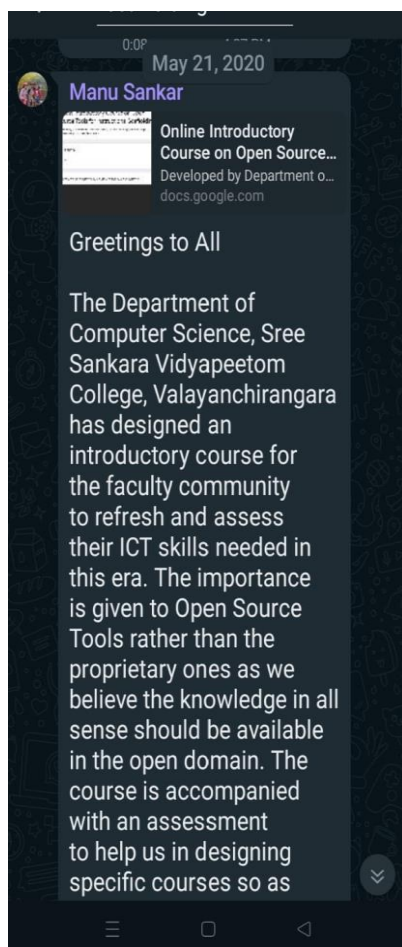 May 21, 2020
Manu Sankar
Online Introductory
Course on Open Source...
Developed by Department o...
docs.google.com
Greetings to All
The Department of
Computer Science, Sree
Sankara Vidyapeetom
College, Valayanchirangara
has designed an
introductory course for
the faculty community
to refresh and assess
their ICT skills needed in
this era. The importance
is given to Open Source
Tools rather than the
proprietary ones as we
believe the knowledge in all
sense should be available
in the open domain. The
course is accompanied
with an assessment
to help us in designing
specific courses so as